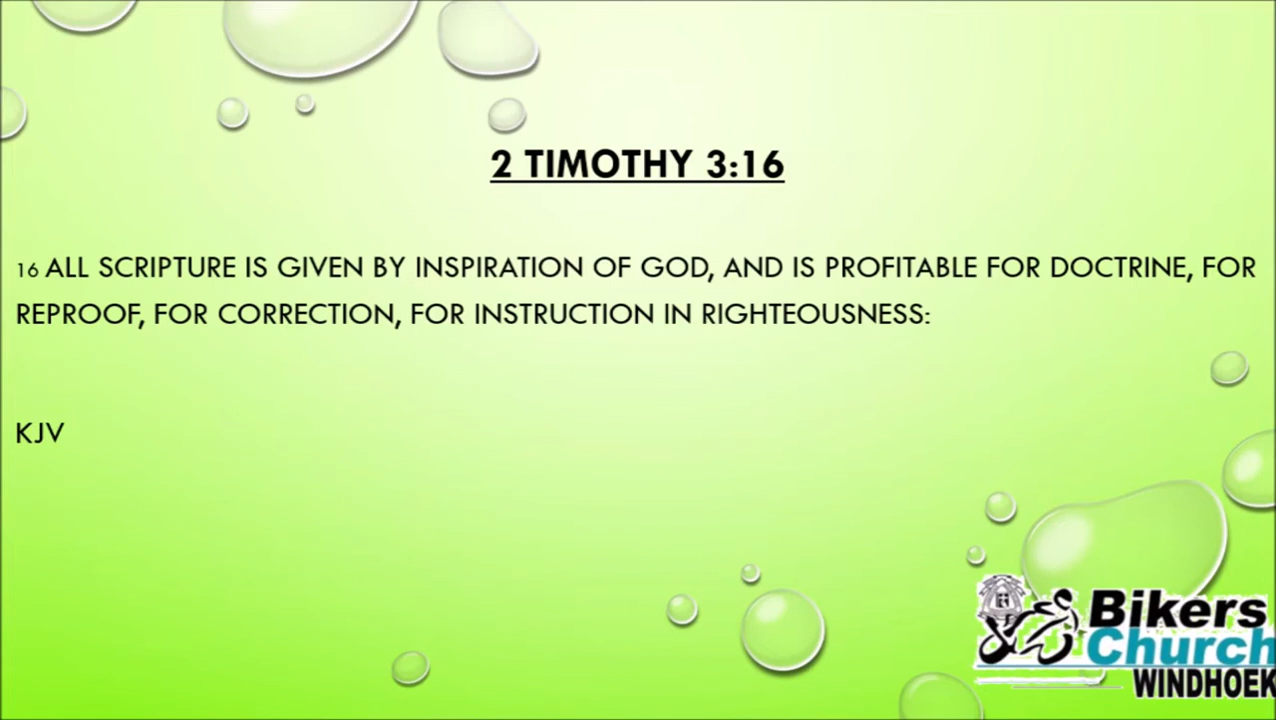 2 TIMOTHY 3:16
16 ALL SCRIPTURE IS GIVEN BY INSPIRATION OF GOD, AND IS PROFITABLE FOR DOCTRINE, FOR
REPROOF, FOR CORRECTION, FOR INSTRUCTION IN RIGHTEOUSNESS:
KJV
Bikers
Church
WINDHOEK